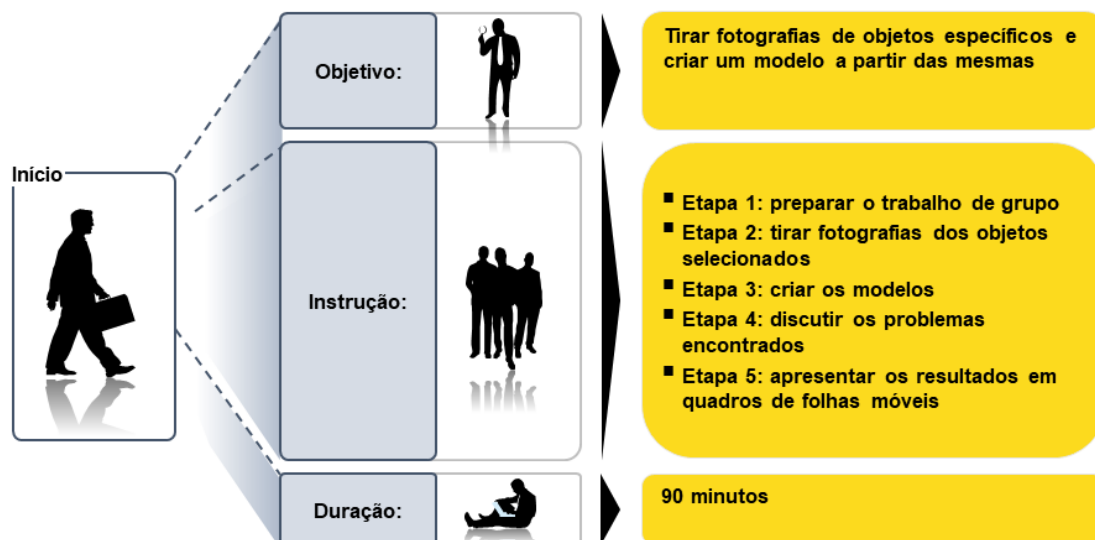 Início
Objetivo:
Tirar fotografias de objetos específicos e
criar um modelo a partir das mesmas
Instrução:
▪ Etapa 1: preparar o trabalho de grupo
▪ Etapa 2: tirar fotografias dos objetos
selecionados
▪ Etapa 3: criar os modelos
▪ Etapa 4: discutir os problemas
encontrados
▪ Etapa 5: apresentar os resultados em
quadros de folhas móveis
Duração:
90 minutos